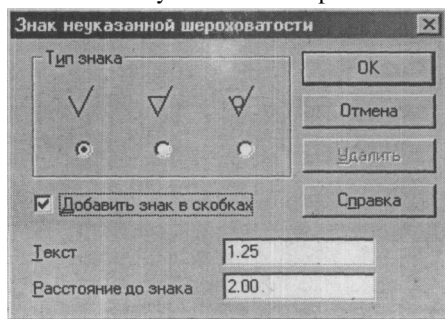 Знак неуказанной шероховатости
Тип знака
OK
Отмена
Удалить
Добавить знак в скобках
Справка
Текст
1.25
Расстояние до знака
2.00